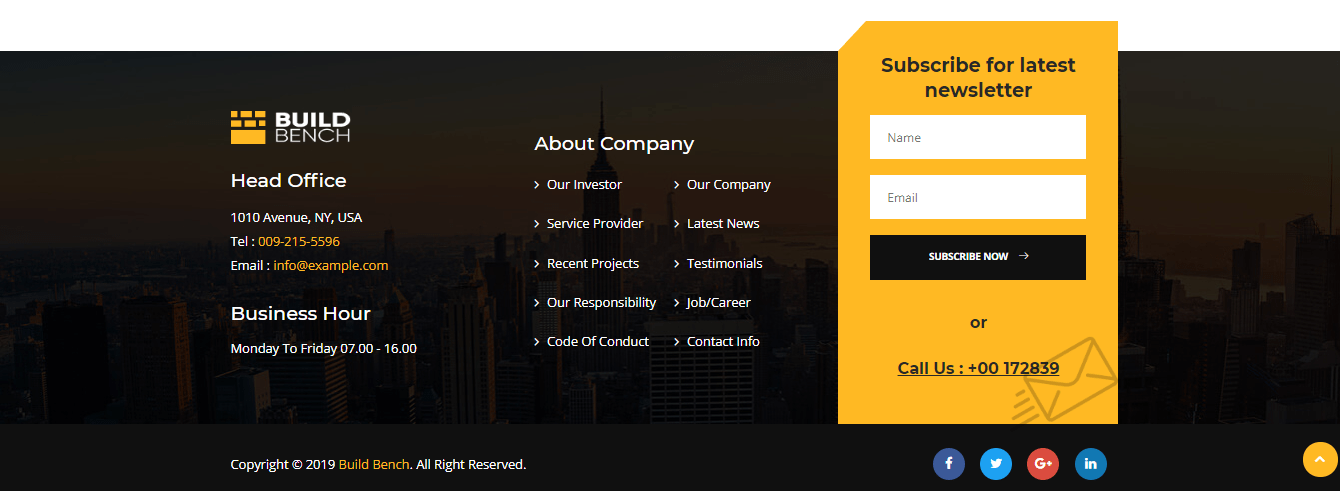 BUILD
BENCH
Head Office
1010 Avenue, NY, USA
Tel : 009-215-5596
Email : info@example.com
Business Hour
Monday To Friday 07.00 - 16.00
About Company
Our Investor
Our Company
Service Provider
Latest News
Recent Projects
Testimonials
Our Responsibility
Job/Career
Code Of Conduct
Contact Info
Subscribe for latest
newsletter
Name
Email
SUBSCRIBE NOW
or
Call Us : +00 172839
Copyright © 2019 Build Bench. All Right Reserved.
f
G+
in